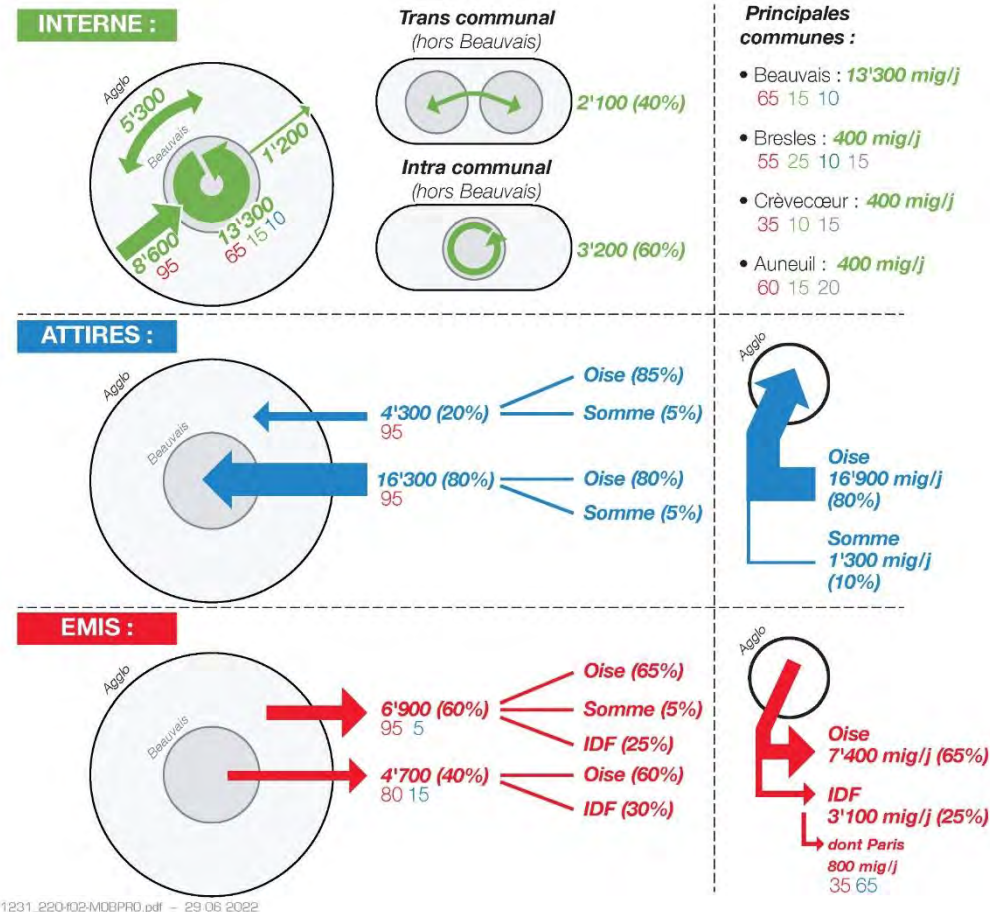 INTERNE :
Agglo
5'300
Beauvais
1'200
8'600
95
13'300
65 15 10
Trans communal
(hors Beauvais)
2'100 (40%)
Intra communal
(hors Beauvais)
3'200 (60%)
Principales
communes :
• Beauvais : 13'300 mig/j
65 15 10
• Bresles : 400 mig/j
55 25 10 15
• Crèvecœur : 400 mig/j
35 10 15
• Auneuil : 400 mig/j
60 15 20
ATTIRES :
Agglo
Beauvais
4'300 (20%)
95
Oise (85%)
Somme (5%)
16'300 (80%)
95
Oise (80%)
Somme (5%)
Agglo
Oise
16'900 mig/j
(80%)
Somme
1'300 mig/j
(10%)
EMIS :
Agglo
Beauvais
6'900 (60%)
95 5
Oise (65%)
Somme (5%)
IDF (25%)
4'700 (40%)
80 15
Oise (60%)
IDF (30%)
Agglo
Oise
7'400 mig/j (65%)
IDF
3'100 mig/j (25%)
dont Paris
800 mig/j
35 65
1231_220-f02-MOBPRO.pdf – 29 06 2022